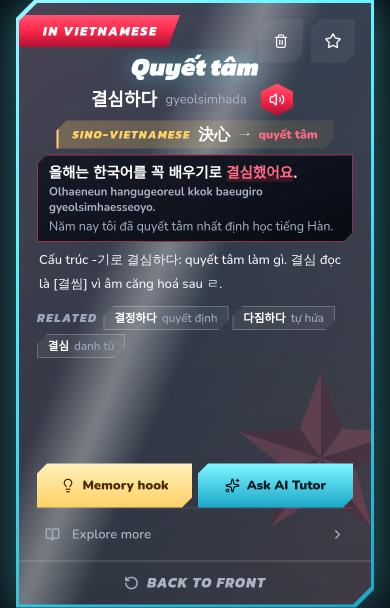 IN VIETNAMESE
Quyết tâm
결심하다 gyeolsimhada
SINO-VIETNAMESE 決心 → quyết tâm
올해는 한국어를 꼭 배우기로 결심했어요.
Olhaeneun hangugeoreul kkok baeugiro
gyeolsimhaesseoyo.
Năm nay tôi đã quyết tâm nhất định học tiếng Hàn.
Cấu trúc -기로 결심하다: quyết tâm làm gì. 결심 đọc
là [결씸] vì âm căng hoá sau ㄹ.
RELATED 결정하다 quyết định 다짐하다 tự hứa
결심 danh từ
Memory hook Ask AI Tutor
Explore more
BACK TO FRONT